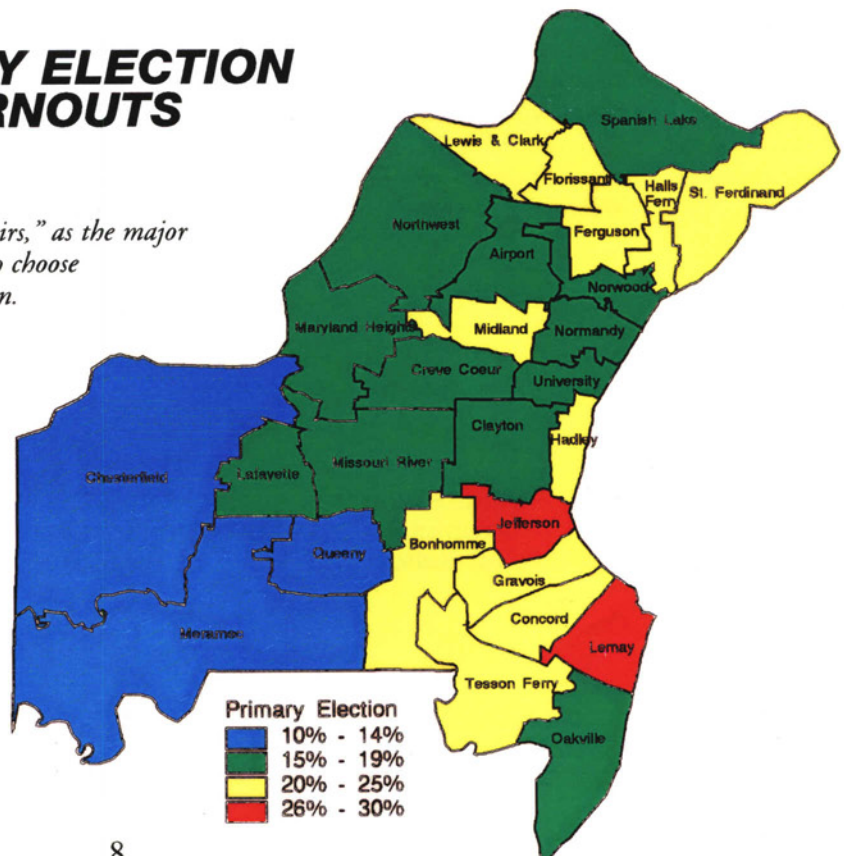 Y ELECTION
RNOUTS
irs," as the major
o choose
n.
Spanish Lake
Lewis & Clark
Florissant
Halls
Ferry
St. Ferdinand
Northwest
Ferguson
Airport
Norwood
Maryland Heights
Midland
Normandy
Creve Coeur
University
Clayton
Hadley
Chesterfield
Lafayette
Missouri River
Jefferson
Queeny
Bonhomme
Gravois
Concord
Meramec
Lemay
Tesson Ferry
Oakville
Primary Election
10% - 14%
15% - 19%
20% - 25%
26% - 30%
8